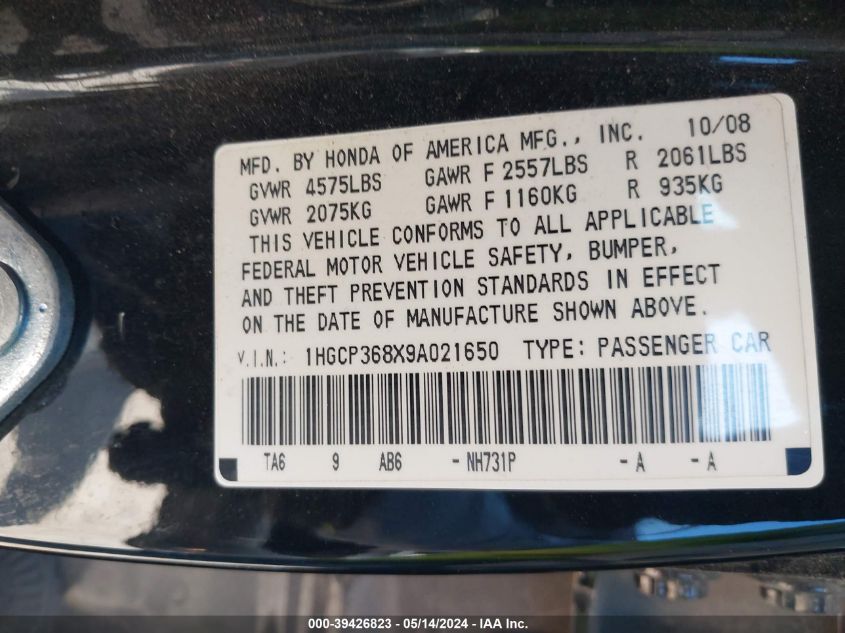 MFD. BY HONDA OF AMERICA MFG., INC. 10/08
GVWR 4575LBS GAWR F 2557LBS R 2061LBS
GVWR 2075KG GAWR F 1160KG R 935KG
THIS VEHICLE CONFORMS TO ALL APPLICABLE
FEDERAL MOTOR VEHICLE SAFETY, BUMPER,
AND THEFT PREVENTION STANDARDS IN EFFECT
ON THE DATE OF MANUFACTURE SHOWN ABOVE.
V.I.N.: 1HGCP368X9A021650 TYPE: PASSENGER CAR
TA6 9 AB6 -NH731P -A -A
000-39426823 - 05/14/2024 - IAA Inc.